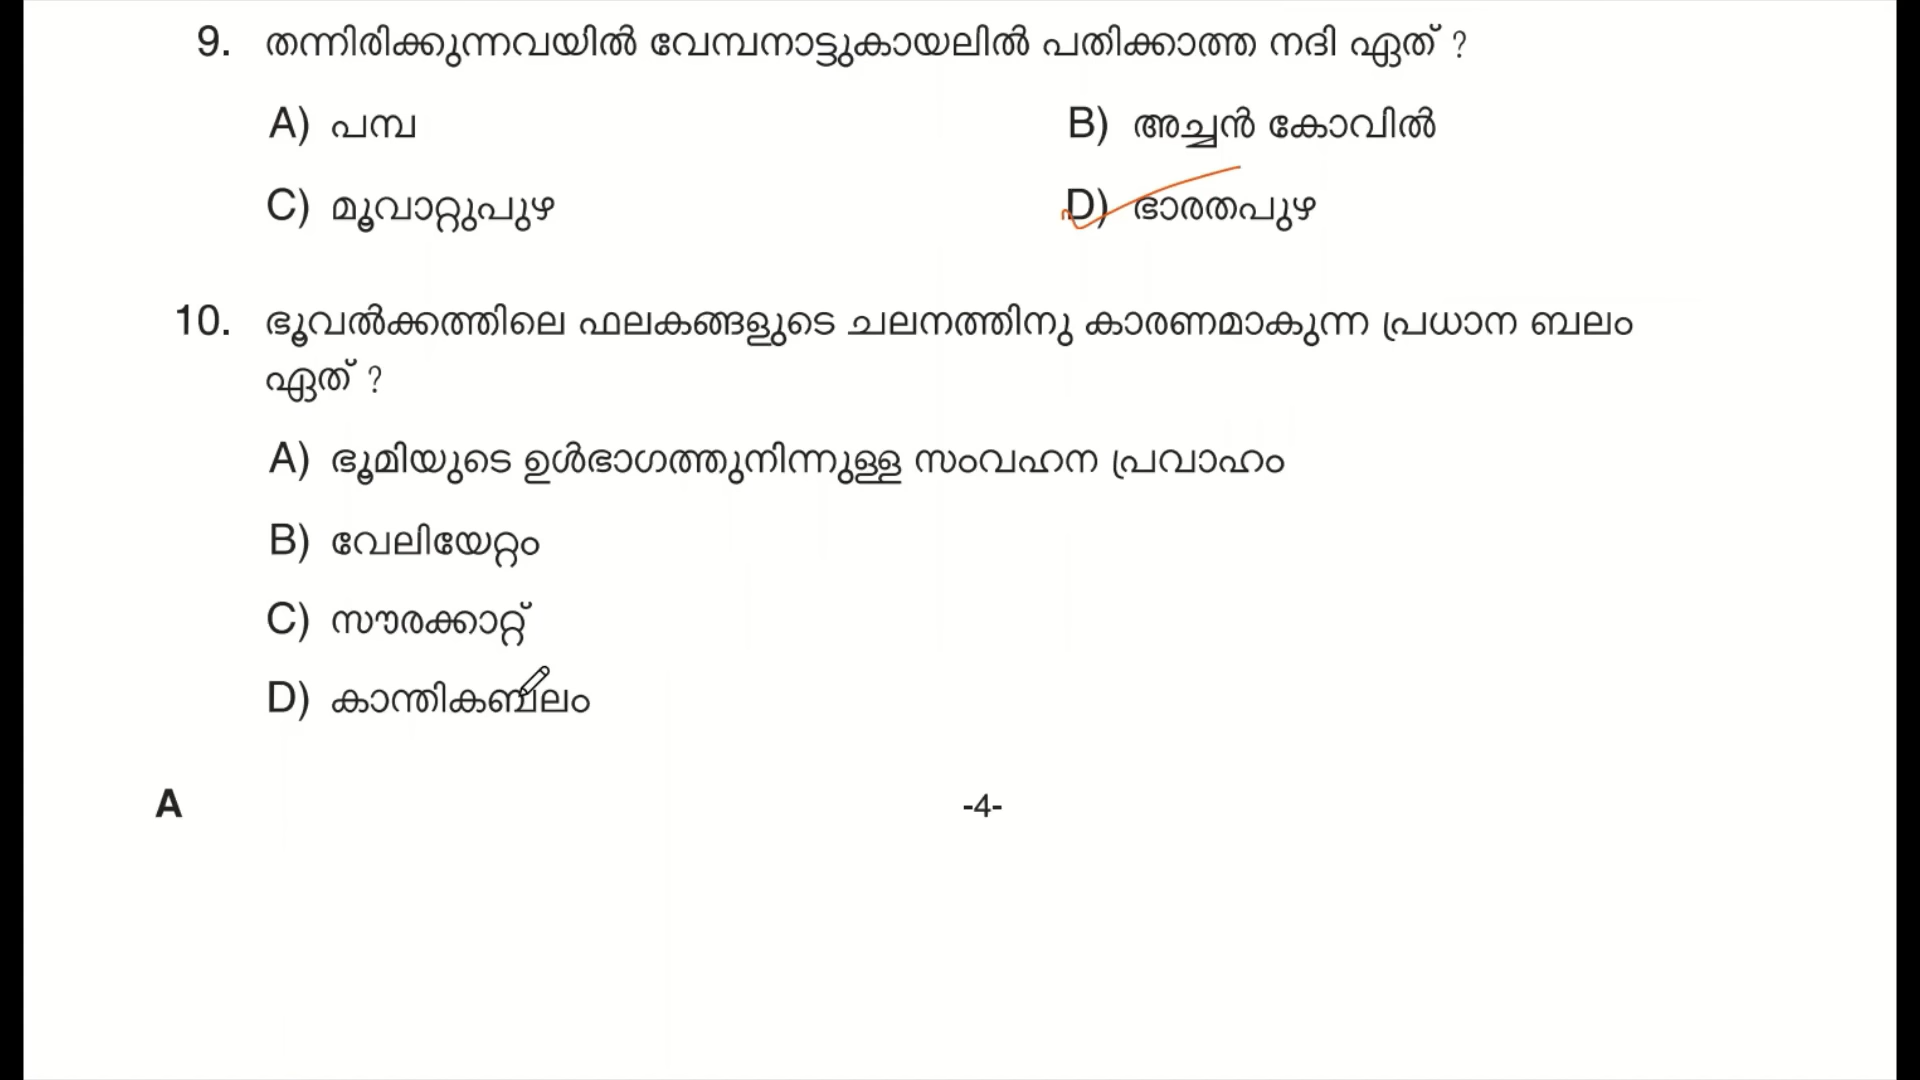 9. തന്നിരിക്കുന്നവയിൽ വേമ്പനാട്ടുകായലിൽ പതിക്കാത്ത നദി ഏത് ?
A) പമ്പ B) അച്ചൻ കോവിൽ
C) മൂവാറ്റുപുഴ D) ഭാരതപുഴ
10. ഭൂവൽക്കത്തിലെ ഫലകങ്ങളുടെ ചലനത്തിനു കാരണമാകുന്ന പ്രധാന ബലം
ഏത് ?
A) ഭൂമിയുടെ ഉൾഭാഗത്തുനിന്നുള്ള സംവഹന പ്രവാഹം
B) വേലിയേറ്റം
C) സൗരക്കാറ്റ്
D) കാന്തികബലം
A -4-